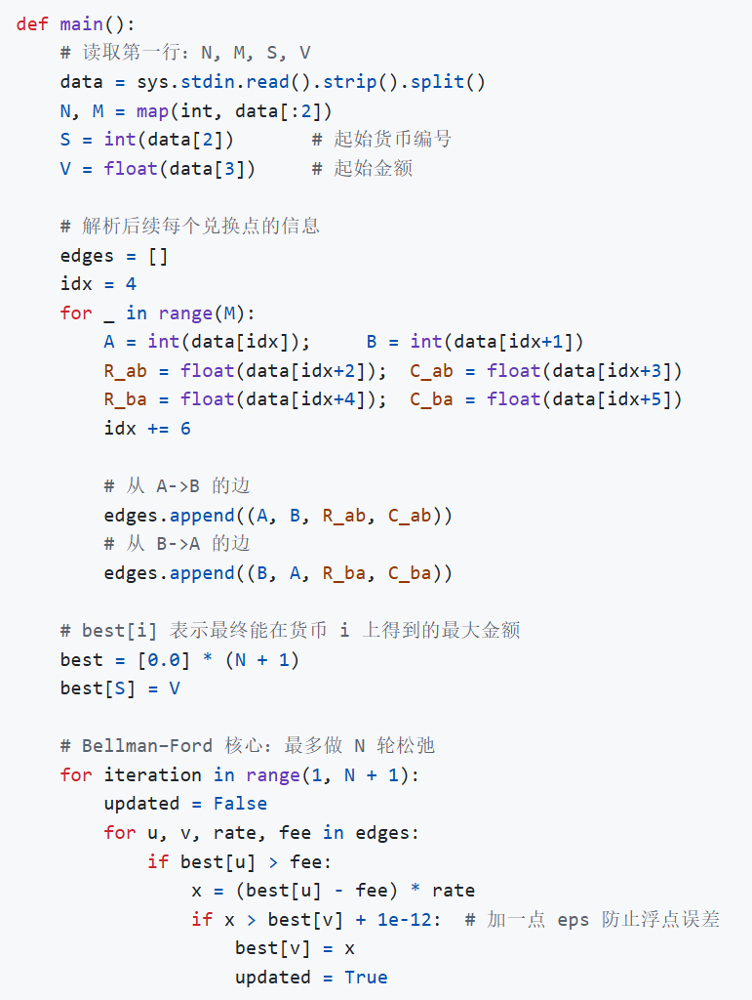 def main():
    # 读取第一行：N, M, S, V
    data = sys.stdin.read().strip().split()
    N, M = map(int, data[:2])
    S = int(data[2])       # 起始货币编号
    V = float(data[3])     # 起始金额

    # 解析后续每个兑换点的信息
    edges = []
    idx = 4
    for _ in range(M):
        A = int(data[idx]);     B = int(data[idx+1])
        R_ab = float(data[idx+2]);  C_ab = float(data[idx+3])
        R_ba = float(data[idx+4]);  C_ba = float(data[idx+5])
        idx += 6

        # 从 A->B 的边
        edges.append((A, B, R_ab, C_ab))
        # 从 B->A 的边
        edges.append((B, A, R_ba, C_ba))

    # best[i] 表示最终能在货币 i 上得到的最大金额
    best = [0.0] * (N + 1)
    best[S] = V

    # Bellman–Ford 核心：最多做 N 轮松弛
    for iteration in range(1, N + 1):
        updated = False
        for u, v, rate, fee in edges:
            if best[u] > fee:
                x = (best[u] - fee) * rate
                if x > best[v] + 1e-12:  # 加一点 eps 防止浮点误差
                    best[v] = x
                    updated = True